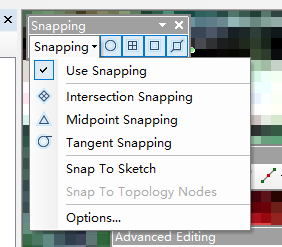 Snapping
Snapping
Use Snapping
Intersection Snapping
Midpoint Snapping
Tangent Snapping
Snap To Sketch
Snap To Topology Nodes
Options...
Advanced Editing